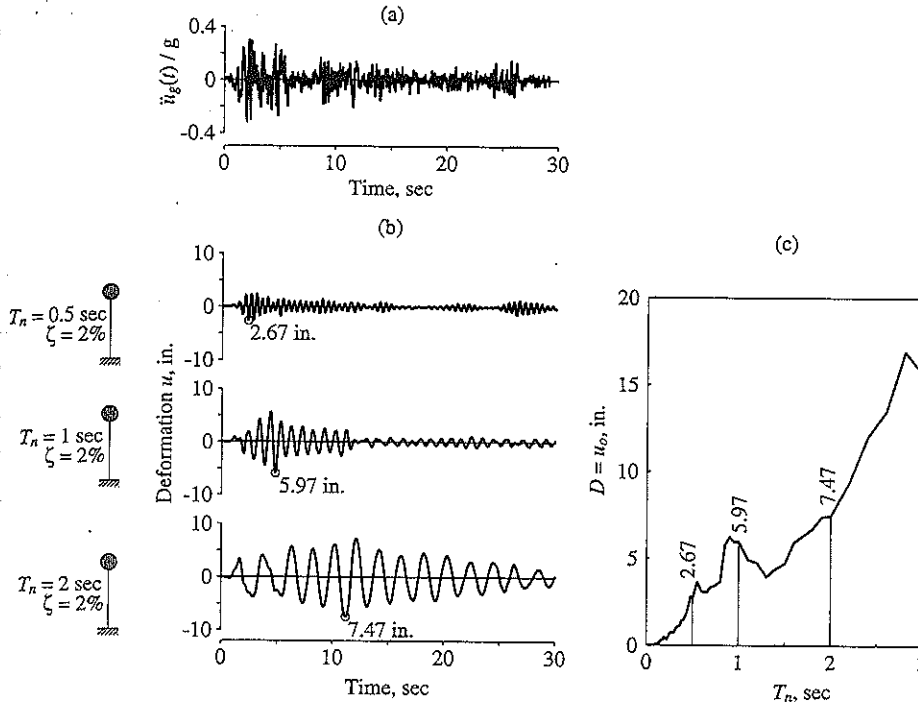 (a)
0.4
0
-0.4
ü_g(t) / g
0 10 20 30
Time, sec
(b)
Deformation u, in.
T_n = 0.5 sec
ζ = 2%
10
0
-10
2.67 in.
T_n = 1 sec
ζ = 2%
10
0
-10
5.97 in.
T_n = 2 sec
ζ = 2%
10
0
-10
7.47 in.
0 10 20 30
Time, sec
(c)
D = u_o, in.
20
15
10
5
0
2.67
5.97
7.47
0 1 2
T_n, sec